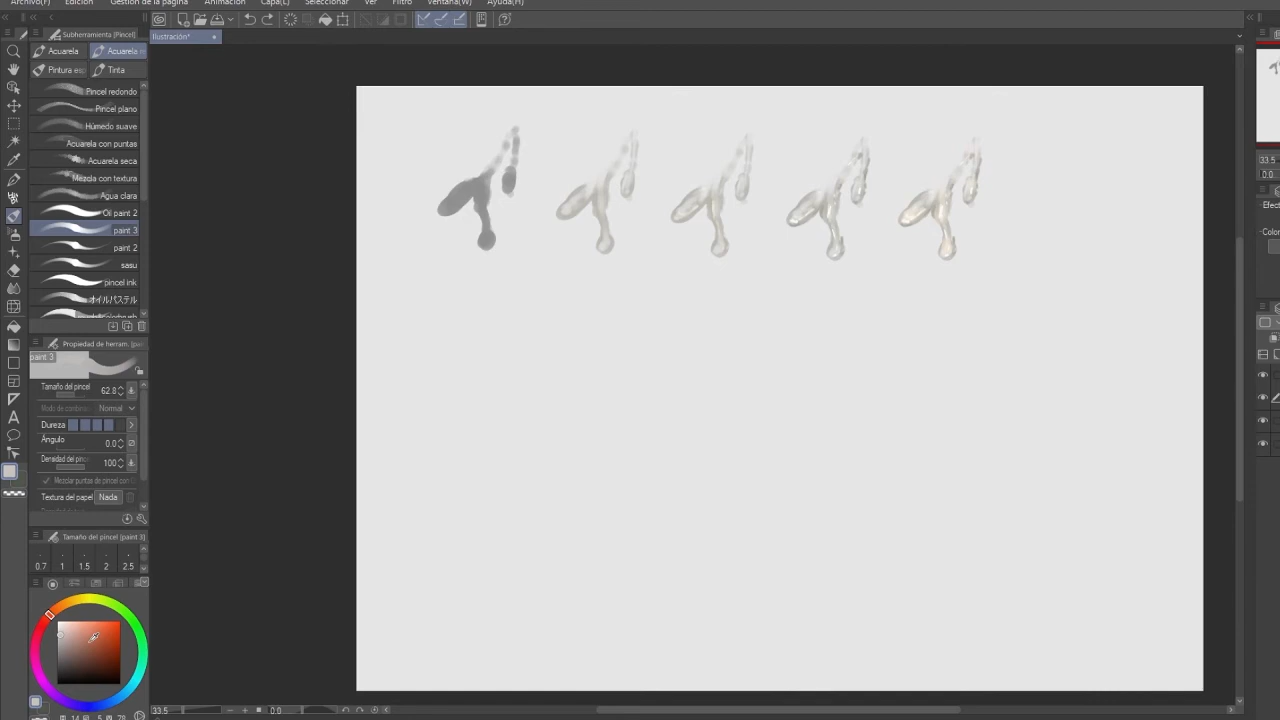 Archivo(F) Edición Gestión de la página Animación Capa(L) Seleccionar Ver Filtro Ventana(W) Ayuda(H)
Ilustración*
Subherramienta [Pincel]
Acuarela Acuarela
Pintura Tinta
Pincel redondo
Pincel plano
Húmedo suave
Acuarela con puntas
Acuarela seca
Mezcla con textura
Agua clara
Oil paint 2
paint 3
paint 2
sasu
pincel ink
オイルパステル
Propiedad de herram.
paint 3
Tamaño del pincel 62.8
Normal
Dureza
Ángulo 0.0
Densidad del 100
Mezclar puntas de pincel con
Textura del papel Nada
Tamaño del pincel [paint 3]
0.7 1 1.5 2 2.5
14 5 78
33.5 0.0
33.5
0.0
Efect
Color